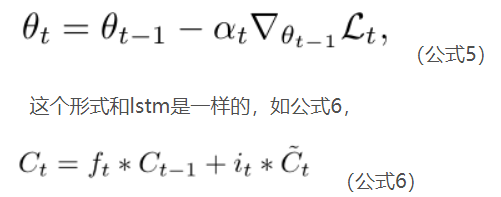 θ_t = θ_{t-1} − α_t ∇_{θ_{t-1}} ℒ_t, （公式5）
这个形式和lstm是一样的，如公式6，
C_t = f_t * C_{t-1} + i_t * C̃_t （公式6）